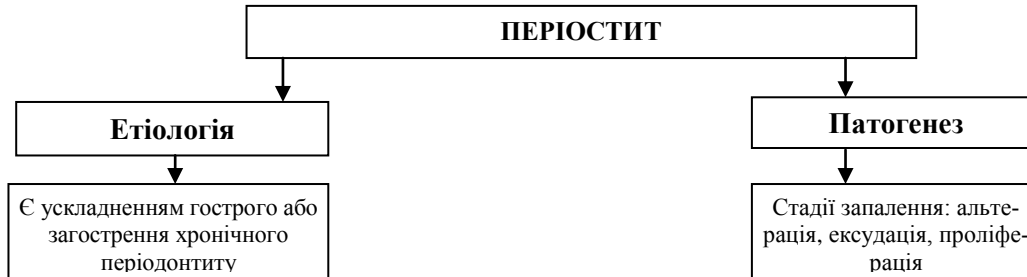 ПЕРІОСТИТ
Етіологія
Патогенез
Є ускладненням гострого або
загострення хронічного
періодонтиту
Стадії запалення: альте-
рація, ексудація, проліфе-
рація